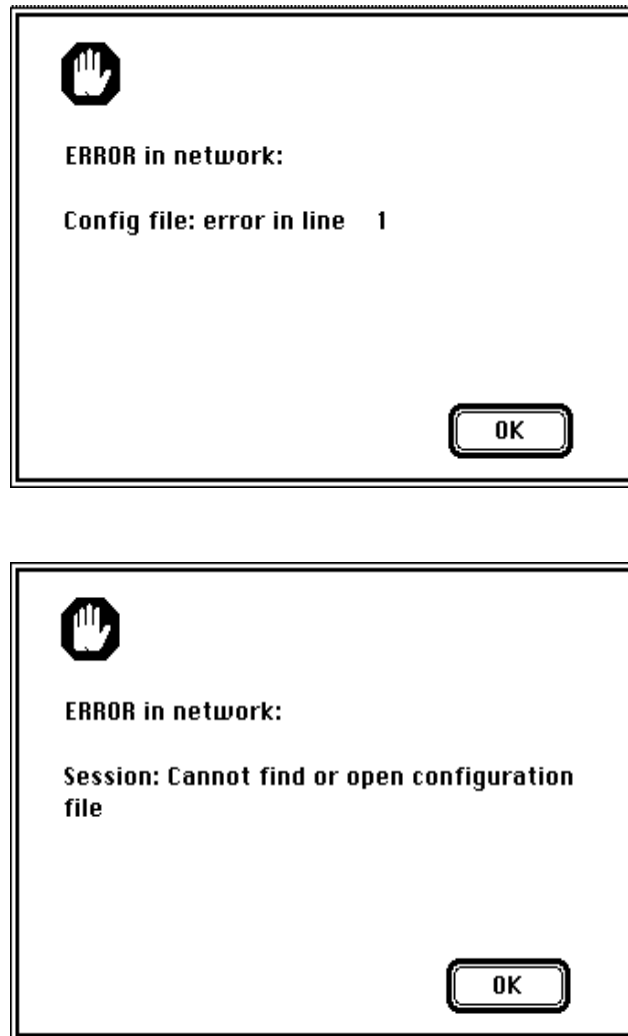 ERROR in network:
Config file: error in line 1
OK
ERROR in network:
Session: Cannot find or open configuration
file
OK